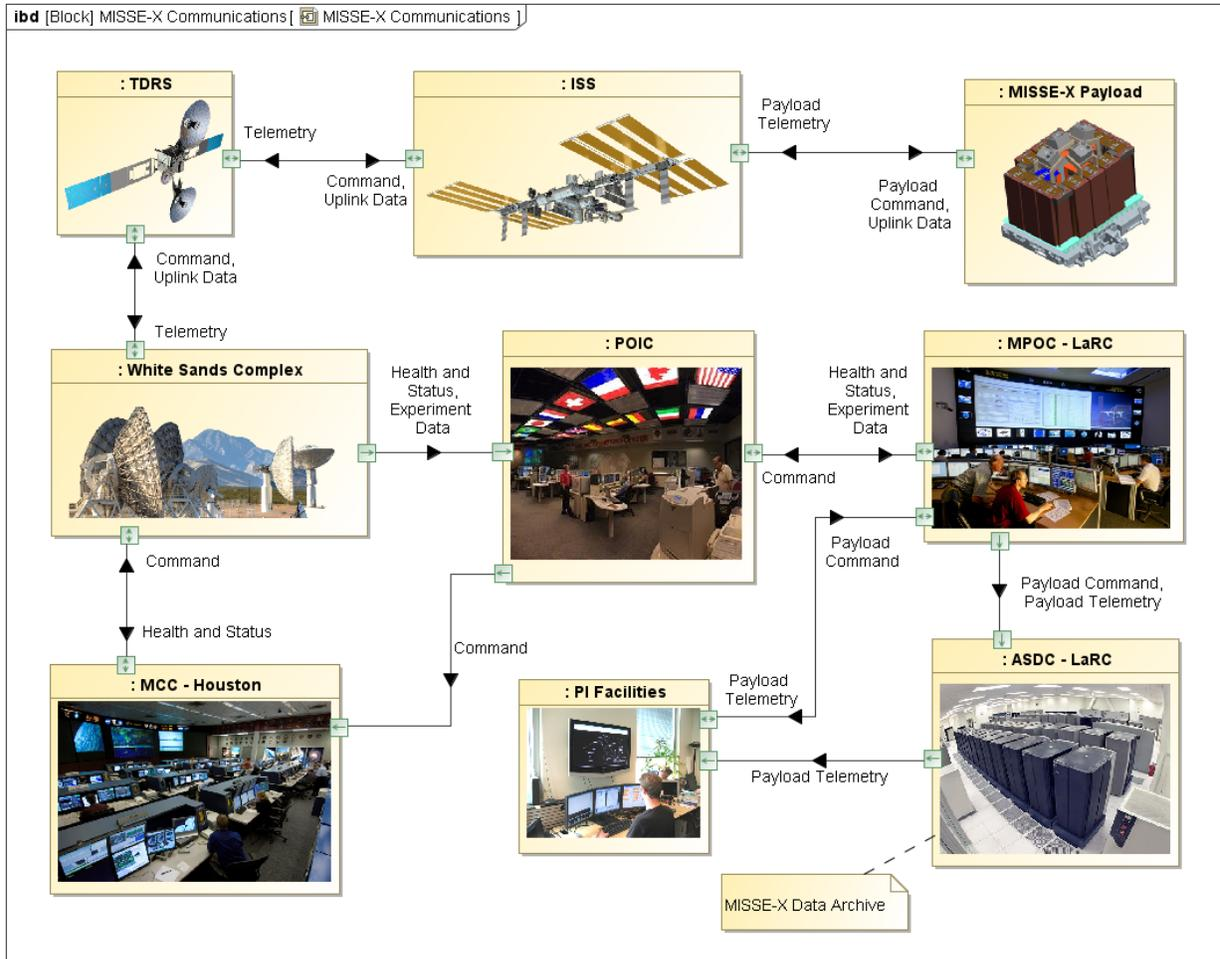 ibd [Block] MISSE-X Communications [ MISSE-X Communications ]
: TDRS
: ISS
: MISSE-X Payload
Telemetry
Command,
Uplink Data
Payload
Telemetry
Payload
Command,
Uplink Data
Command,
Uplink Data
Telemetry
: White Sands Complex
: POIC
: MPOC - LaRC
Health and
Status,
Experiment
Data
Health and
Status,
Experiment
Data
Command
Command
Health and Status
Payload
Command
Payload Command,
Payload Telemetry
Command
: MCC - Houston
: PI Facilities
: ASDC - LaRC
Payload
Telemetry
Payload Telemetry
MISSE-X Data Archive